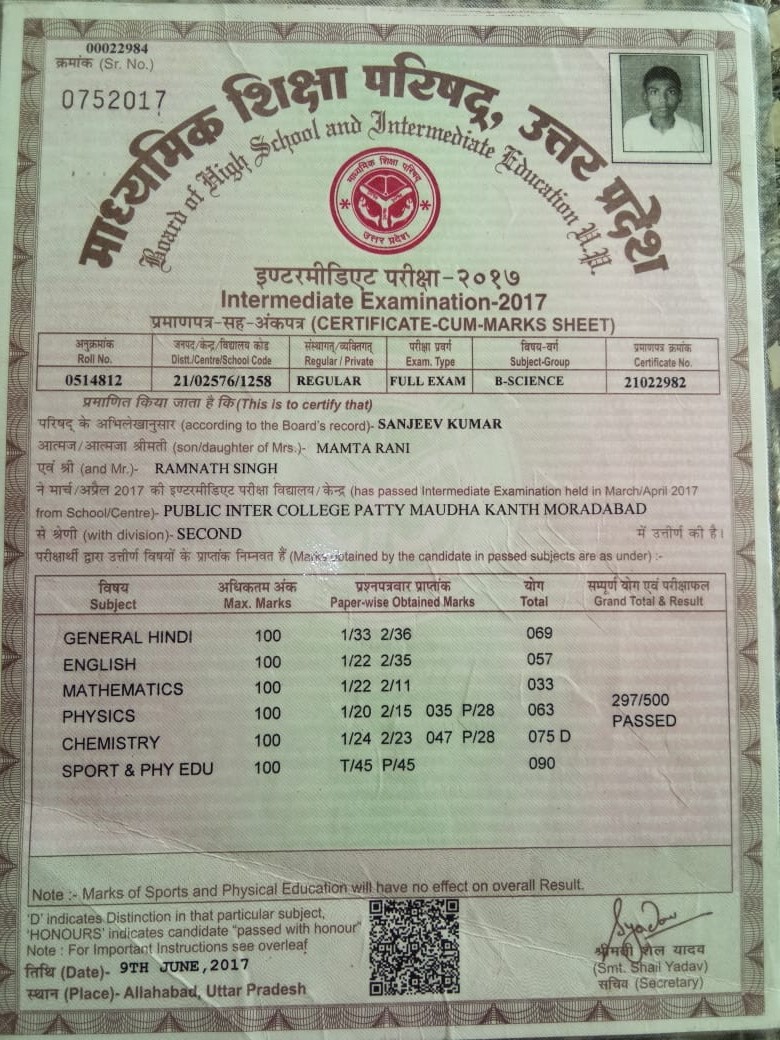 00022984
क्रमांक (Sr. No.)
0752017
माध्यमिक शिक्षा परिषद्, उत्तर प्रदेश
Board of High School and Intermediate Education U.P.
माध्यमिक शिक्षा परिषद्
उत्तर प्रदेश
इण्टरमीडिएट परीक्षा-२०१७
Intermediate Examination-2017
प्रमाणपत्र-सह-अंकपत्र (CERTIFICATE-CUM-MARKS SHEET)
अनुक्रमांक जनपद/केन्द्र/विद्यालय कोड संस्थागत्/व्यक्तिगत् परीक्षा प्रवर्ग विषय-वर्ग प्रमाणपत्र क्रमांक
Roll No. Distt./Centre/School Code Regular / Private Exam. Type Subject-Group Certificate No.
0514812 21/02576/1258 REGULAR FULL EXAM B-SCIENCE 21022982
प्रमाणित किया जाता है कि (This is to certify that)
परिषद् के अभिलेखानुसार (according to the Board's record)- SANJEEV KUMAR
आत्मज/आत्मजा श्रीमती (son/daughter of Mrs.)- MAMTA RANI
एवं श्री (and Mr.)- RAMNATH SINGH
ने मार्च/अप्रैल 2017 की इण्टरमीडिएट परीक्षा विद्यालय/केन्द्र (has passed Intermediate Examination held in March/April 2017
from School/Centre)- PUBLIC INTER COLLEGE PATTY MAUDHA KANTH MORADABAD
से श्रेणी (with division)- SECOND में उत्तीर्ण की है।
परीक्षार्थी द्वारा उत्तीर्ण विषयों के प्राप्तांक निम्नवत हैं (Marks obtained by the candidate in passed subjects are as under) :-
विषय अधिकतम अंक प्रश्नपत्रवार प्राप्तांक योग सम्पूर्ण योग एवं परीक्षाफल
Subject Max. Marks Paper-wise Obtained Marks Total Grand Total & Result
GENERAL HINDI 100 1/33 2/36 069
ENGLISH 100 1/22 2/35 057
MATHEMATICS 100 1/22 2/11 033
297/500
PHYSICS 100 1/20 2/15 035 P/28 063
PASSED
CHEMISTRY 100 1/24 2/23 047 P/28 075 D
SPORT & PHY EDU 100 T/45 P/45 090
Note :- Marks of Sports and Physical Education will have no effect on overall Result.
'D' indicates Distinction in that particular subject,
'HONOURS' indicates candidate "passed with honour"
Note : For Important Instructions see overleaf
तिथि (Date)- 9TH JUNE,2017
स्थान (Place)- Allahabad, Uttar Pradesh
श्रीमती शैल यादव
(Smt. Shail Yadav)
सचिव (Secretary)